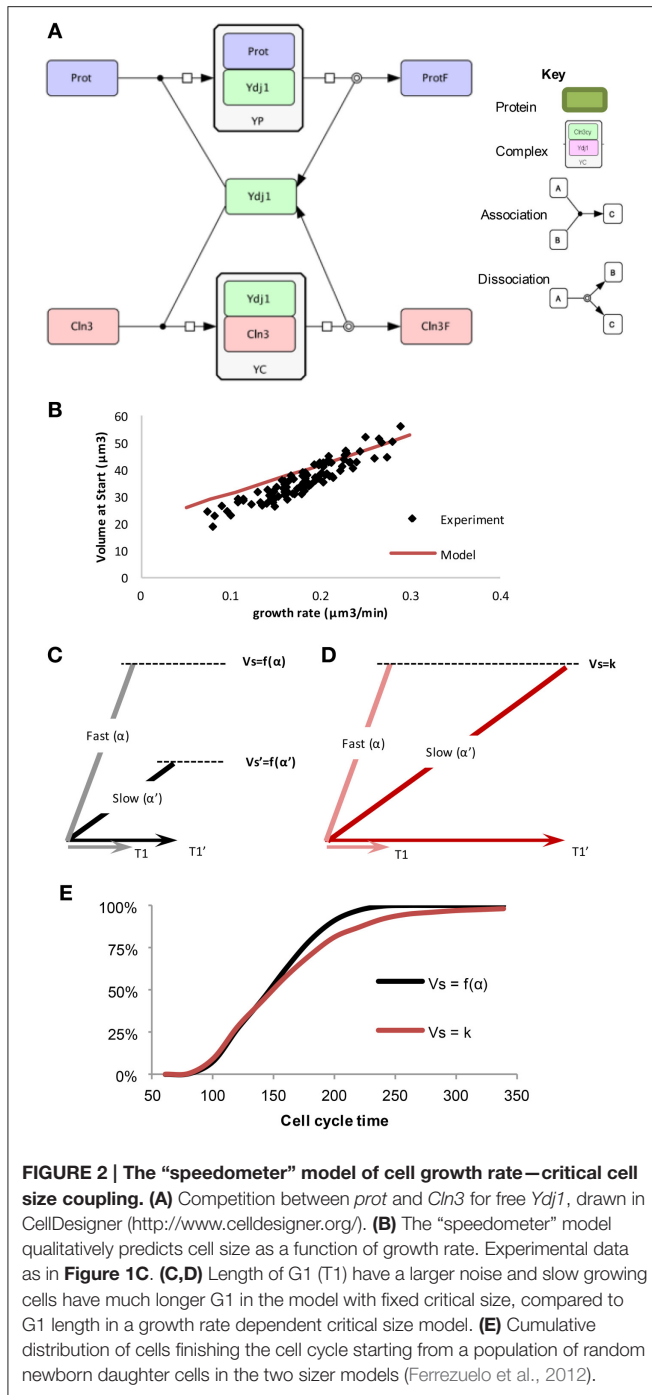 A
Prot
Prot
Ydj1
YP
ProtF
Ydj1
Cln3
Ydj1
Cln3
YC
Cln3F
Key
Protein
Complex
Cln3cy
Ydj1
YC
Association
A
B
C
Dissociation
A
B
C
B
Volume at Start (µm3)
60
50
40
30
20
10
0
0
0.1
0.2
0.3
0.4
growth rate (µm3/min)
Experiment
Model
C
Vs=f(α)
Fast (α)
Vs'=f(α')
Slow (α')
T1
T1'
D
Vs=k
Fast (α)
Slow (α')
T1
T1'
E
100%
75%
50%
25%
0%
50
100
150
200
250
300
350
Cell cycle time
Vs = f(α)
Vs = k
FIGURE 2 | The “speedometer” model of cell growth rate—critical cell
size coupling. (A) Competition between prot and Cln3 for free Ydj1, drawn in
CellDesigner (http://www.celldesigner.org/). (B) The “speedometer” model
qualitatively predicts cell size as a function of growth rate. Experimental data
as in Figure 1C. (C,D) Length of G1 (T1) have a larger noise and slow growing
cells have much longer G1 in the model with fixed critical size, compared to
G1 length in a growth rate dependent critical size model. (E) Cumulative
distribution of cells finishing the cell cycle starting from a population of random
newborn daughter cells in the two sizer models (Ferrezuelo et al., 2012).